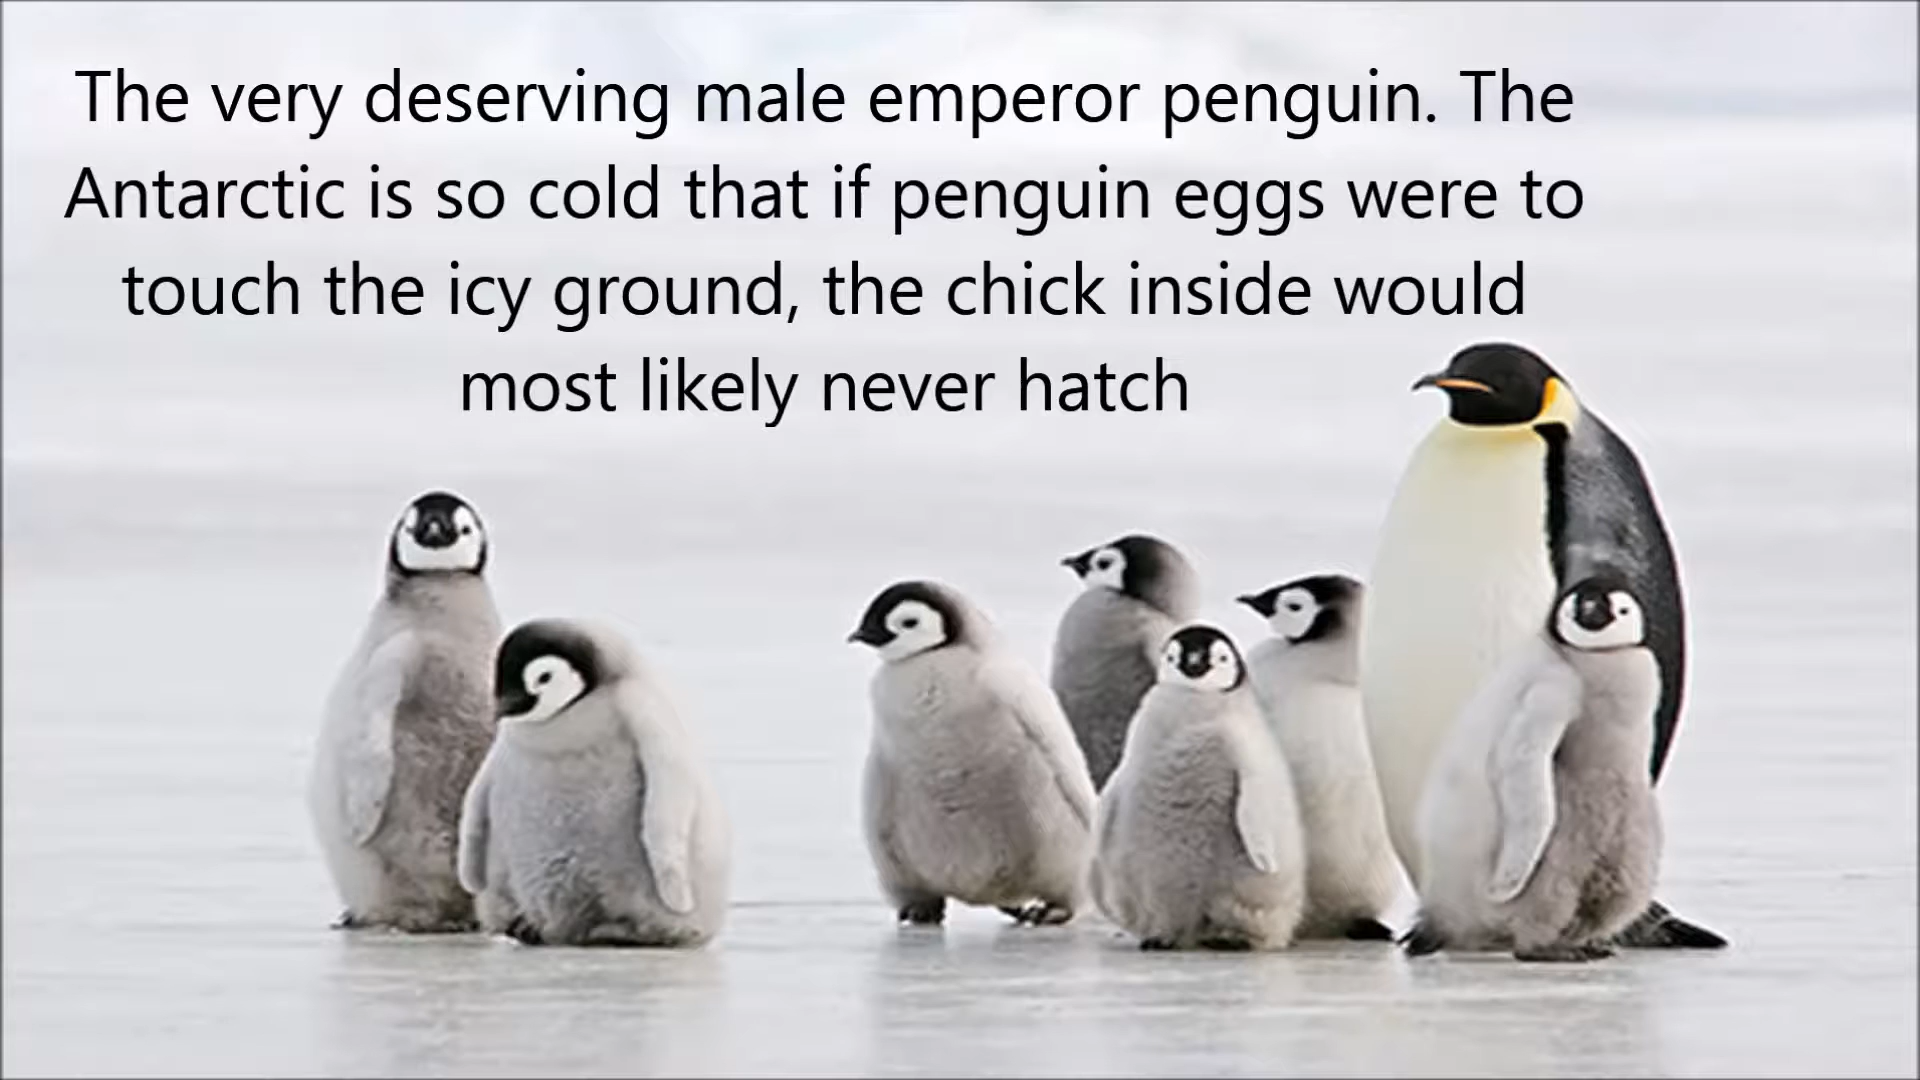 The very deserving male emperor penguin. The
Antarctic is so cold that if penguin eggs were to
touch the icy ground, the chick inside would
most likely never hatch